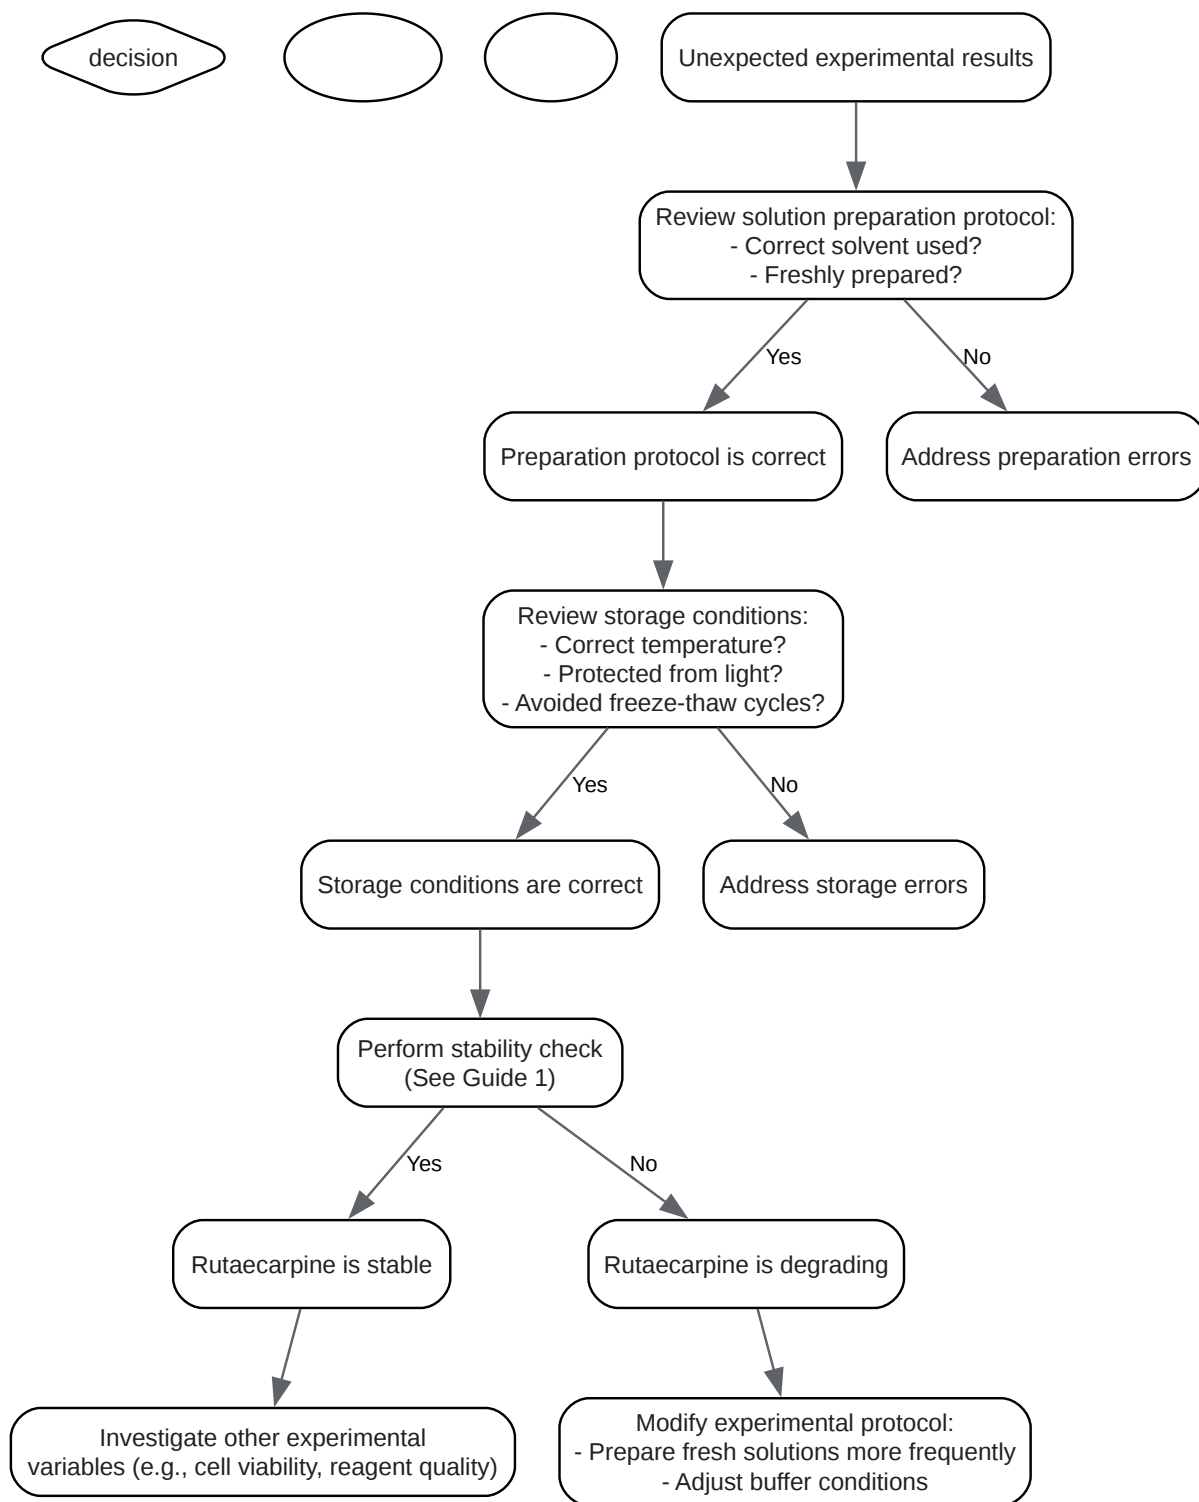 decision
Unexpected experimental results
Review solution preparation protocol:
- Correct solvent used?
- Freshly prepared?
Yes
No
Preparation protocol is correct
Address preparation errors
Review storage conditions:
- Correct temperature?
- Protected from light?
- Avoided freeze-thaw cycles?
Yes
No
Storage conditions are correct
Address storage errors
Perform stability check
(See Guide 1)
Yes
No
Rutaecarpine is stable
Rutaecarpine is degrading
Investigate other experimental
variables (e.g., cell viability, reagent quality)
Modify experimental protocol:
- Prepare fresh solutions more frequently
- Adjust buffer conditions